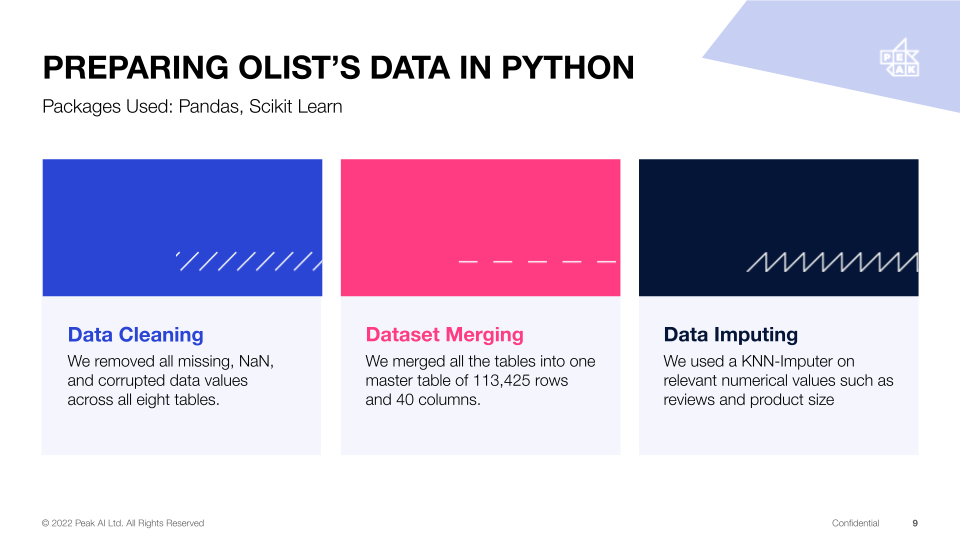 PREPARING OLIST'S DATA IN PYTHON
Packages Used: Pandas, Scikit Learn
PE
AK
Data Cleaning
We removed all missing, NaN,
and corrupted data values
across all eight tables.
Dataset Merging
We merged all the tables into one
master table of 113,425 rows
and 40 columns.
Data Imputing
We used a KNN-Imputer on
relevant numerical values such as
reviews and product size
© 2022 Peak AI Ltd. All Rights Reserved
Confidential
9